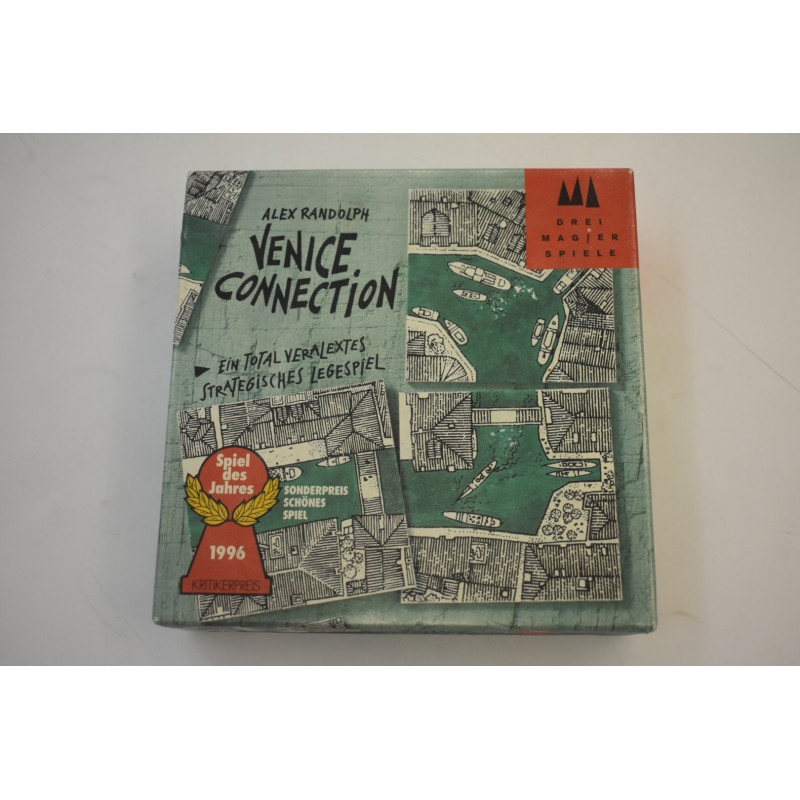 ALEX RANDOLPH
VENICE
CONNECTION
EIN TOTAL VERALEXTES
STRATEGISCHES LEGESPIEL
DREI
MAGIER
SPIELE
Spiel
des
Jahres
SONDERPREIS
SCHÖNES
SPIEL
1996
KRITIKERPREIS